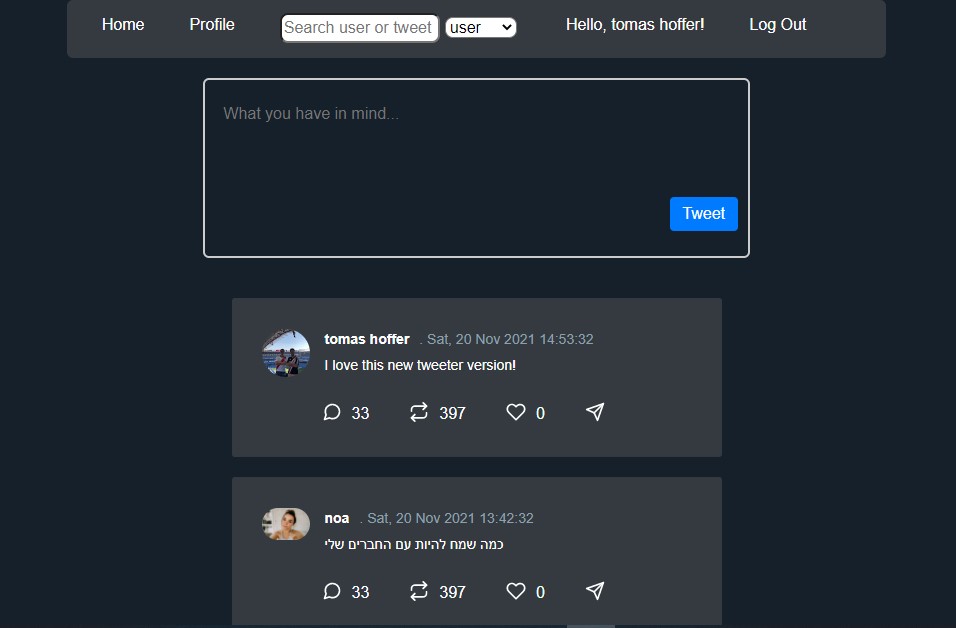 Home Profile Search user or tweet user Hello, tomas hoffer! Log Out
What you have in mind...
Tweet
tomas hoffer . Sat, 20 Nov 2021 14:53:32
I love this new tweeter version!
33 397 0
noa . Sat, 20 Nov 2021 13:42:32
כמה שמח להיות עם החברים שלי
33 397 0